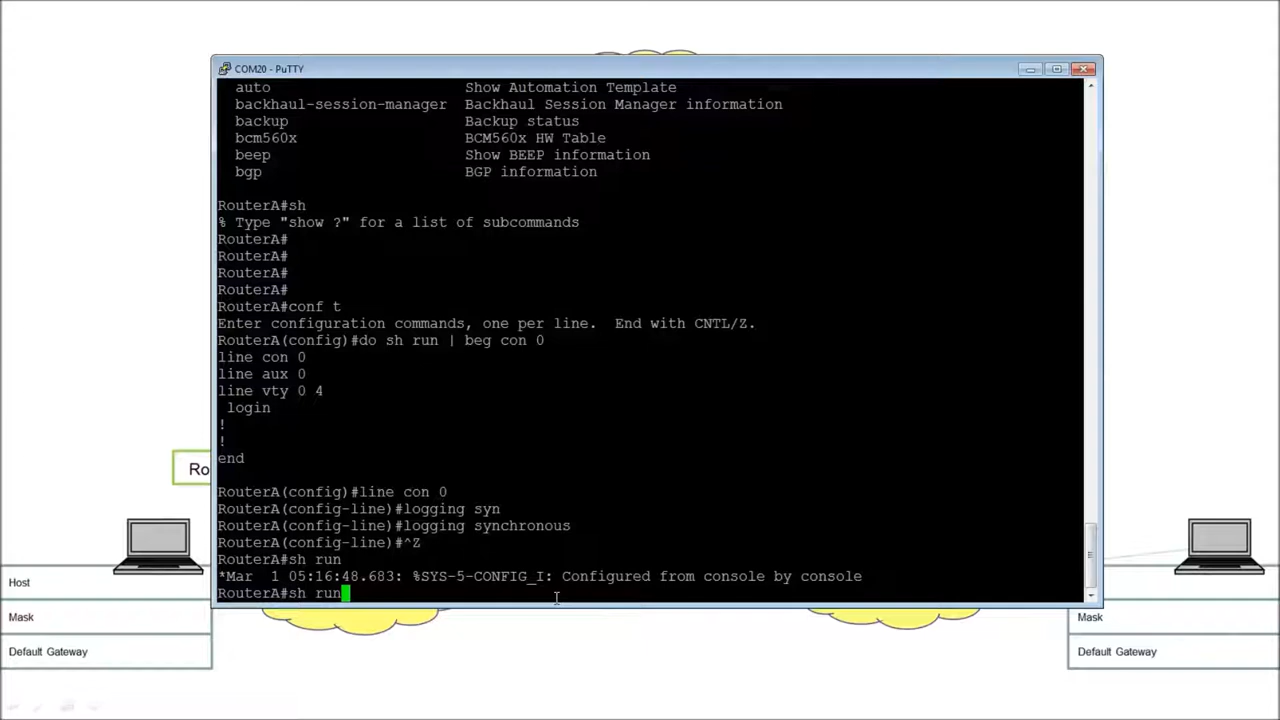 COM20 - PuTTY
auto Show Automation Template
backhaul-session-manager Backhaul Session Manager information
backup Backup status
bcm560x BCM560x HW Table
beep Show BEEP information
bgp BGP information
RouterA#sh
% Type "show ?" for a list of subcommands
RouterA#
RouterA#
RouterA#
RouterA#
RouterA#conf t
Enter configuration commands, one per line. End with CNTL/Z.
RouterA(config)#do sh run | beg con 0
line con 0
line aux 0
line vty 0 4
login
!
!
end
RouterA(config)#line con 0
RouterA(config-line)#logging syn
RouterA(config-line)#logging synchronous
RouterA(config-line)#^Z
RouterA#sh run
*Mar 1 05:16:48.683: %SYS-5-CONFIG_I: Configured from console by console
RouterA#sh run
Ro
Host
Mask
Default Gateway
Mask
Default Gateway